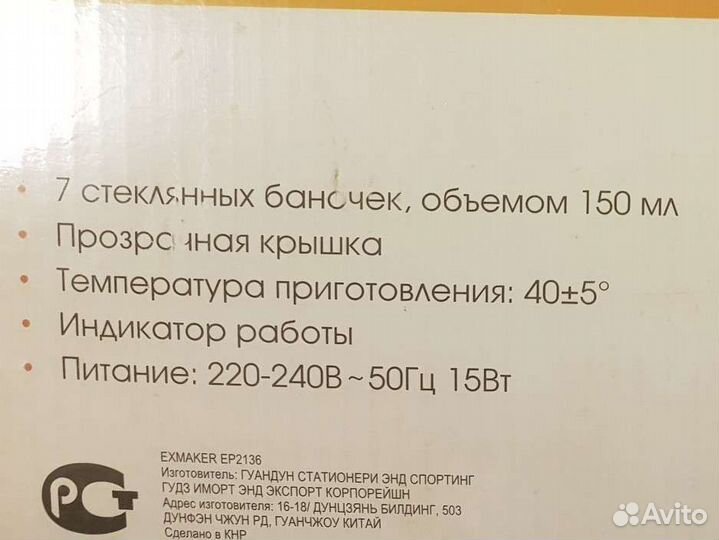 7 стеклянных баночек, объемом 150 мл
Прозрачная крышка
Температура приготовления: 40±5°
Индикатор работы
Питание: 220-240В~50Гц 15Вт
EXMAKER EP2136
Изготовитель: ГУАНДУН СТАТИОНЕРИ ЭНД СПОРТИНГ
ГУДЗ ИМОРТ ЭНД ЭКСПОРТ КОРПОРЕЙШН
Адрес изготовителя: 16-18/ ДУНЦЗЯНЬ БИЛДИНГ, 503
ДУНФЭН ЧЖУН РД, ГУАНЧЖОУ КИТАЙ
Сделано в КНР
РСТ
Avito